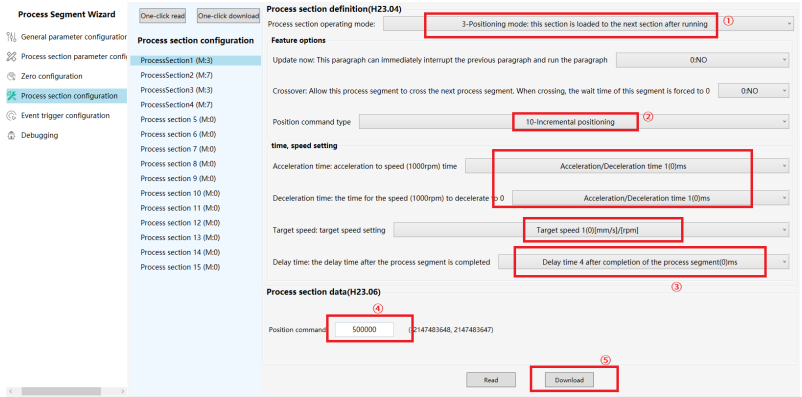 Process Segment Wizard
General parameter configuration
Process section parameter confi
Zero configuration
Process section configuration
Event trigger configuration
Debugging
One-click read
One-click download
Process section configuration
ProcessSection1 (M:3)
ProcessSection2 (M:7)
ProcessSection3 (M:3)
ProcessSection4 (M:7)
Process section 5 (M:0)
Process section 6 (M:0)
Process section 7 (M:0)
Process section 8 (M:0)
Process section 9 (M:0)
Process section 10 (M:0)
Process section 11 (M:0)
Process section 12 (M:0)
Process section 13 (M:0)
Process section 14 (M:0)
Process section 15 (M:0)
Process section definition(H23.04)
Process section operating mode: 3-Positioning mode: this section is loaded to the next section after running ①
Feature options
Update now: This paragraph can immediately interrupt the previous paragraph and run the paragraph 0:NO
Crossover: Allow this process segment to cross the next process segment. When crossing, the wait time of this segment is forced to 0 0:NO
Position command type 10-Incremental positioning ②
time, speed setting
Acceleration time: acceleration to speed (1000rpm) time Acceleration/Deceleration time 1(0)ms
Deceleration time: the time for the speed (1000rpm) to decelerate to 0 Acceleration/Deceleration time 1(0)ms
Target speed: target speed setting Target speed 1(0)[mm/s]/[rpm]
Delay time: the delay time after the process segment is completed Delay time 4 after completion of the process segment(0)ms
③
Process section data(H23.06)
④
Position command 500000 (-2147483648, 2147483647)
⑤
Read Download